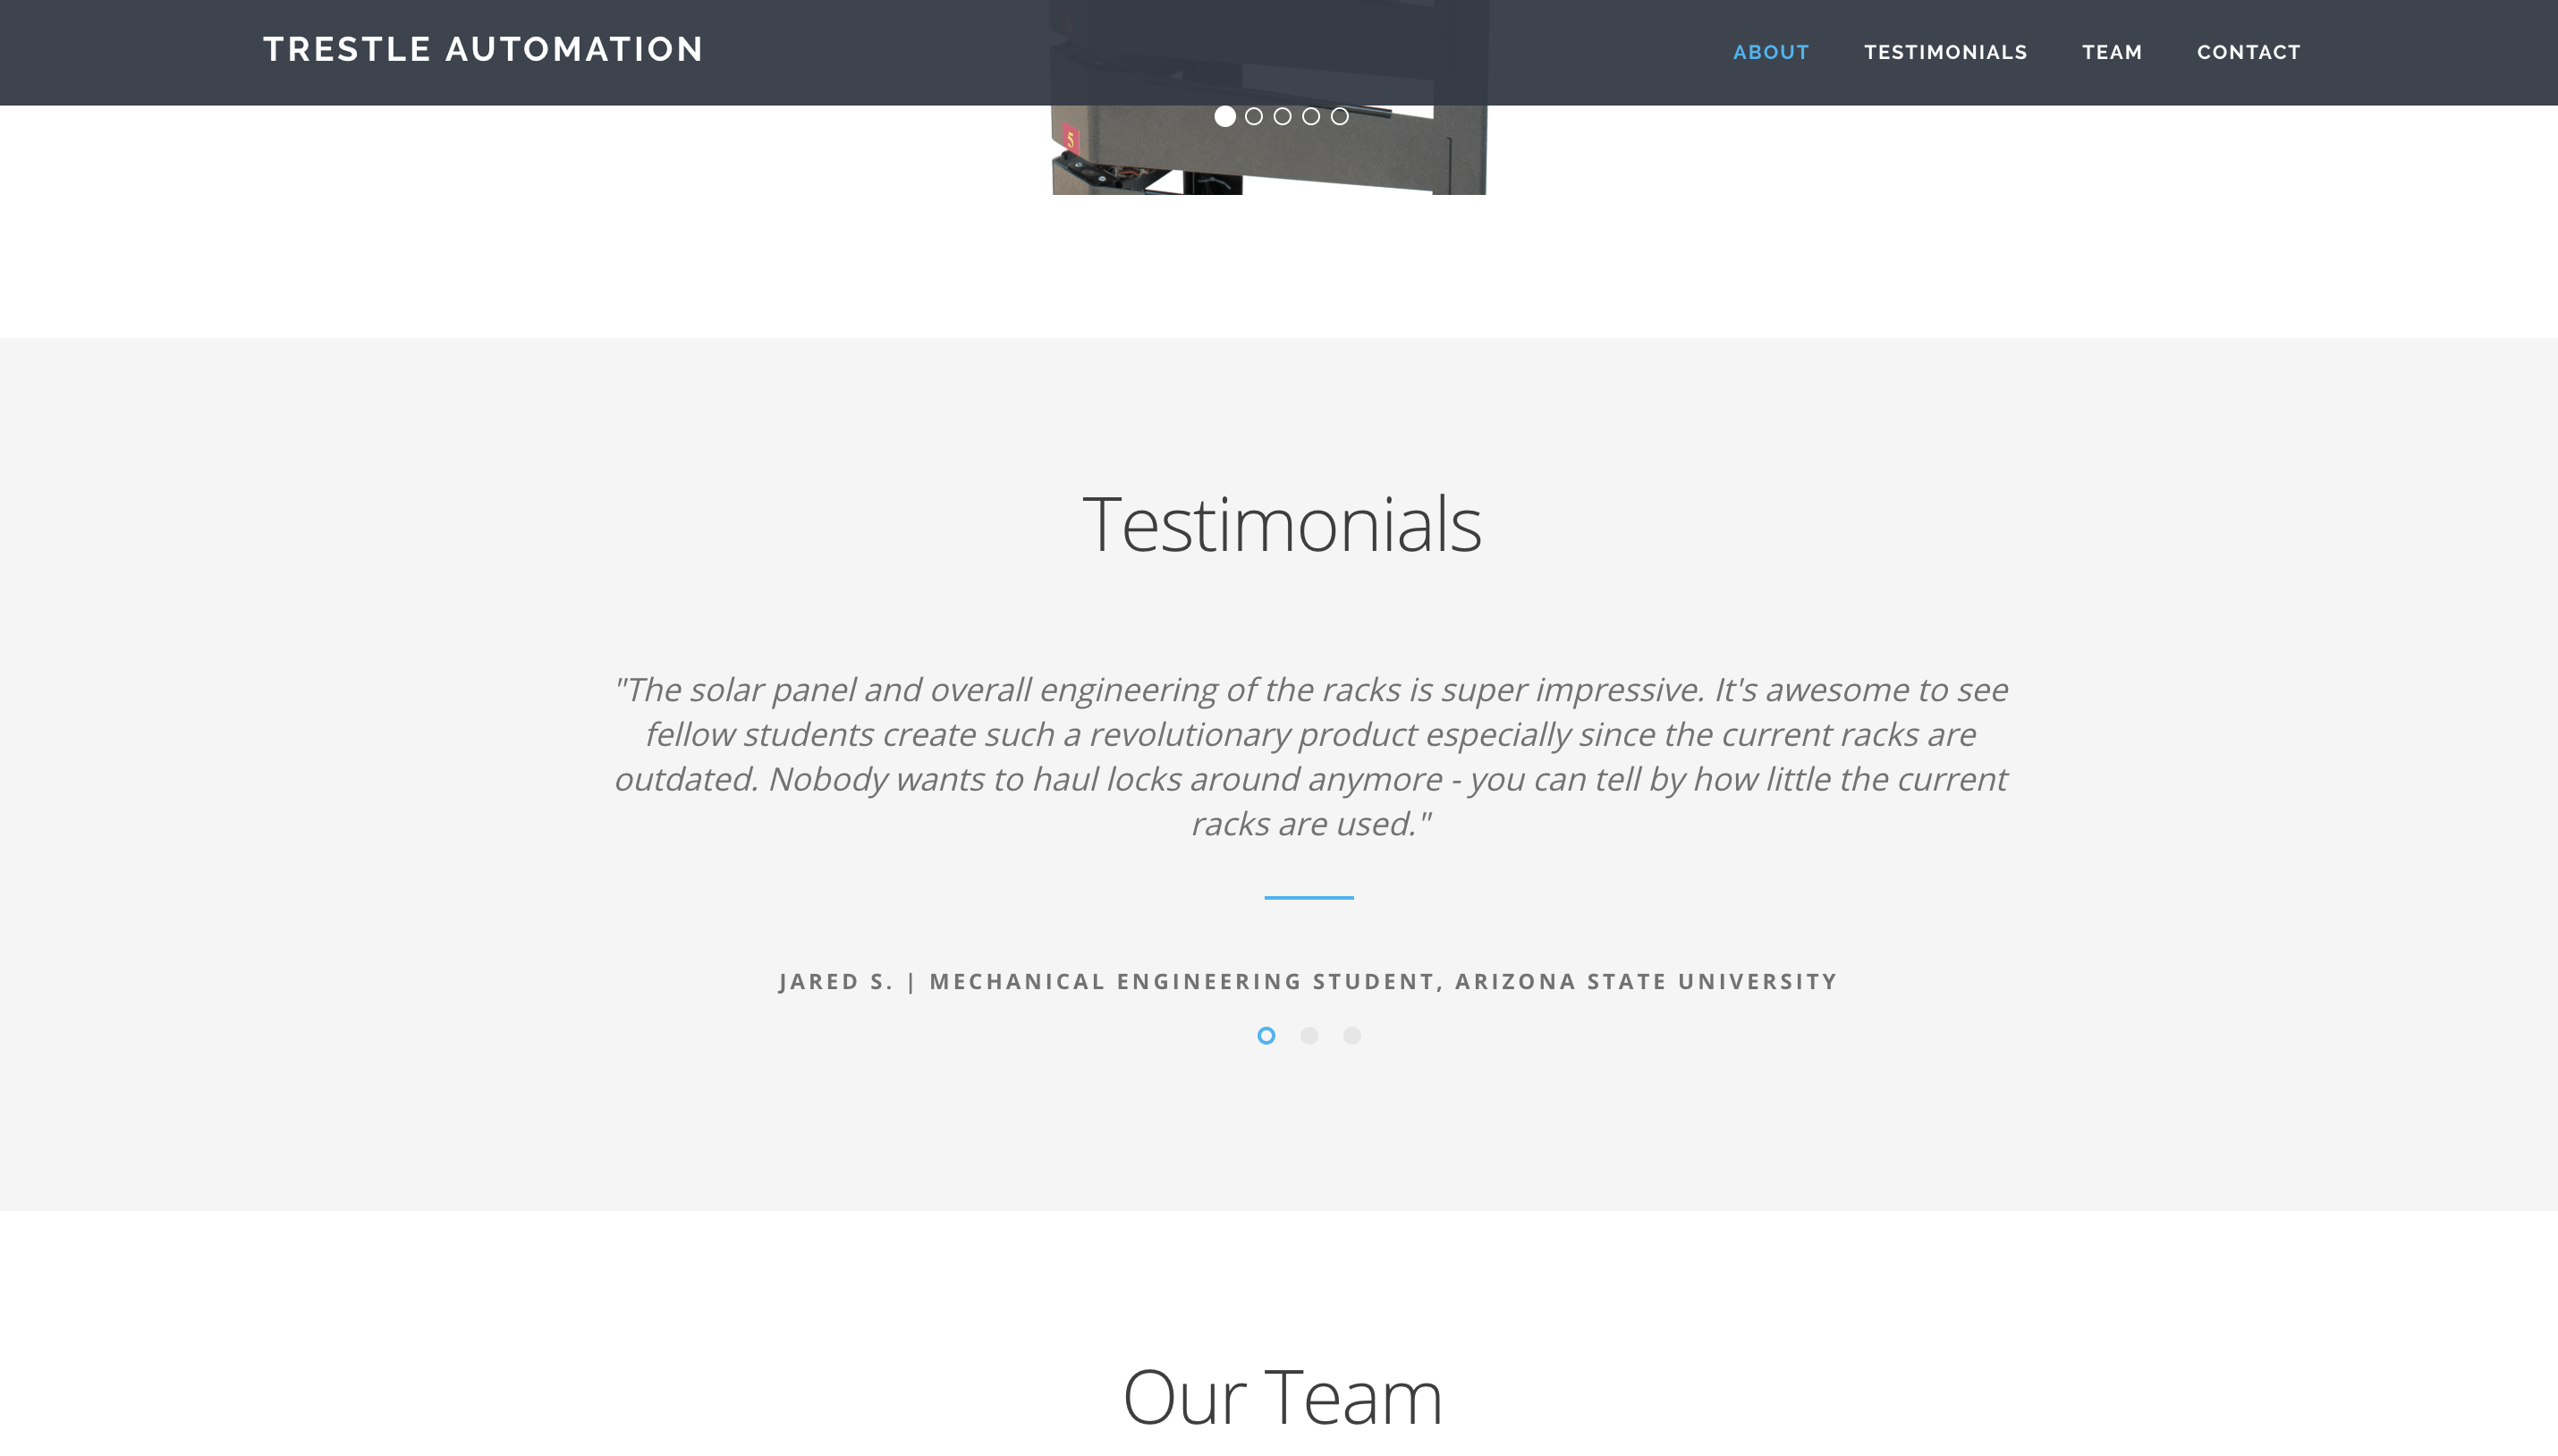 TRESTLE AUTOMATION
ABOUT TESTIMONIALS TEAM CONTACT
5
Testimonials
"The solar panel and overall engineering of the racks is super impressive. It's awesome to see
fellow students create such a revolutionary product especially since the current racks are
outdated. Nobody wants to haul locks around anymore - you can tell by how little the current
racks are used."
JARED S. | MECHANICAL ENGINEERING STUDENT, ARIZONA STATE UNIVERSITY
Our Team